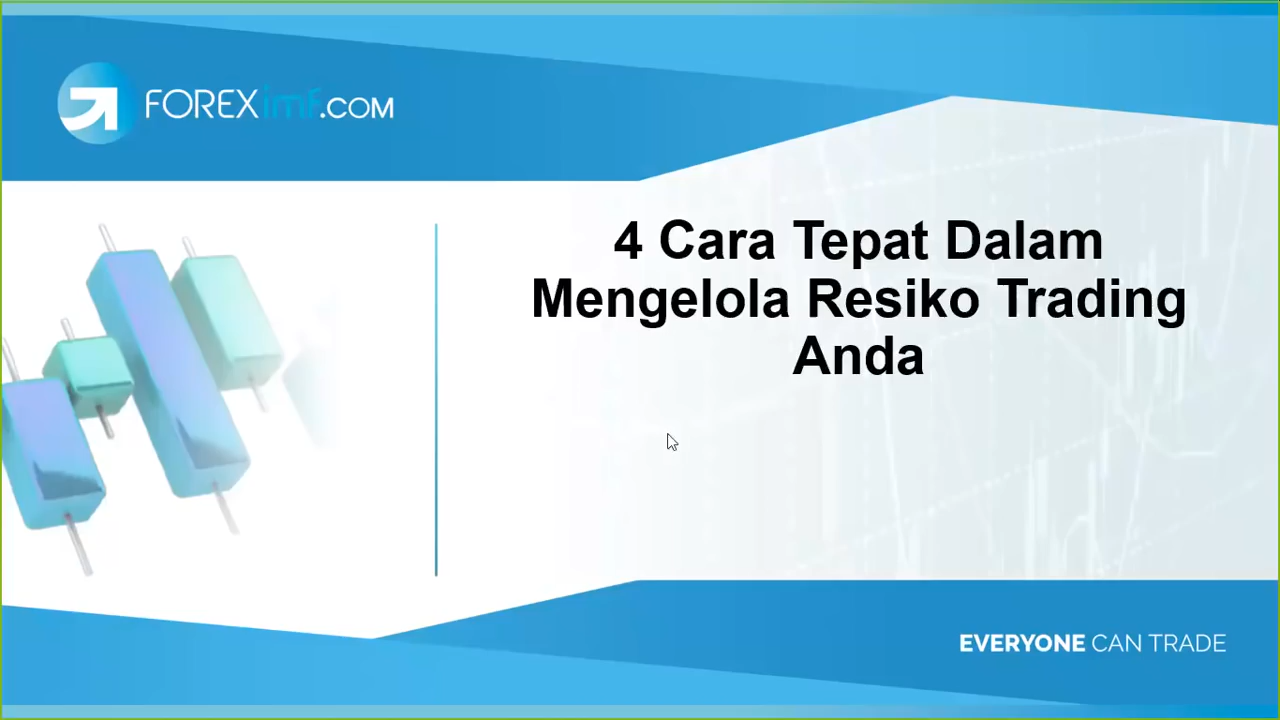 FOREXimf.COM
4 Cara Tepat Dalam
Mengelola Resiko Trading
Anda
EVERYONE CAN TRADE